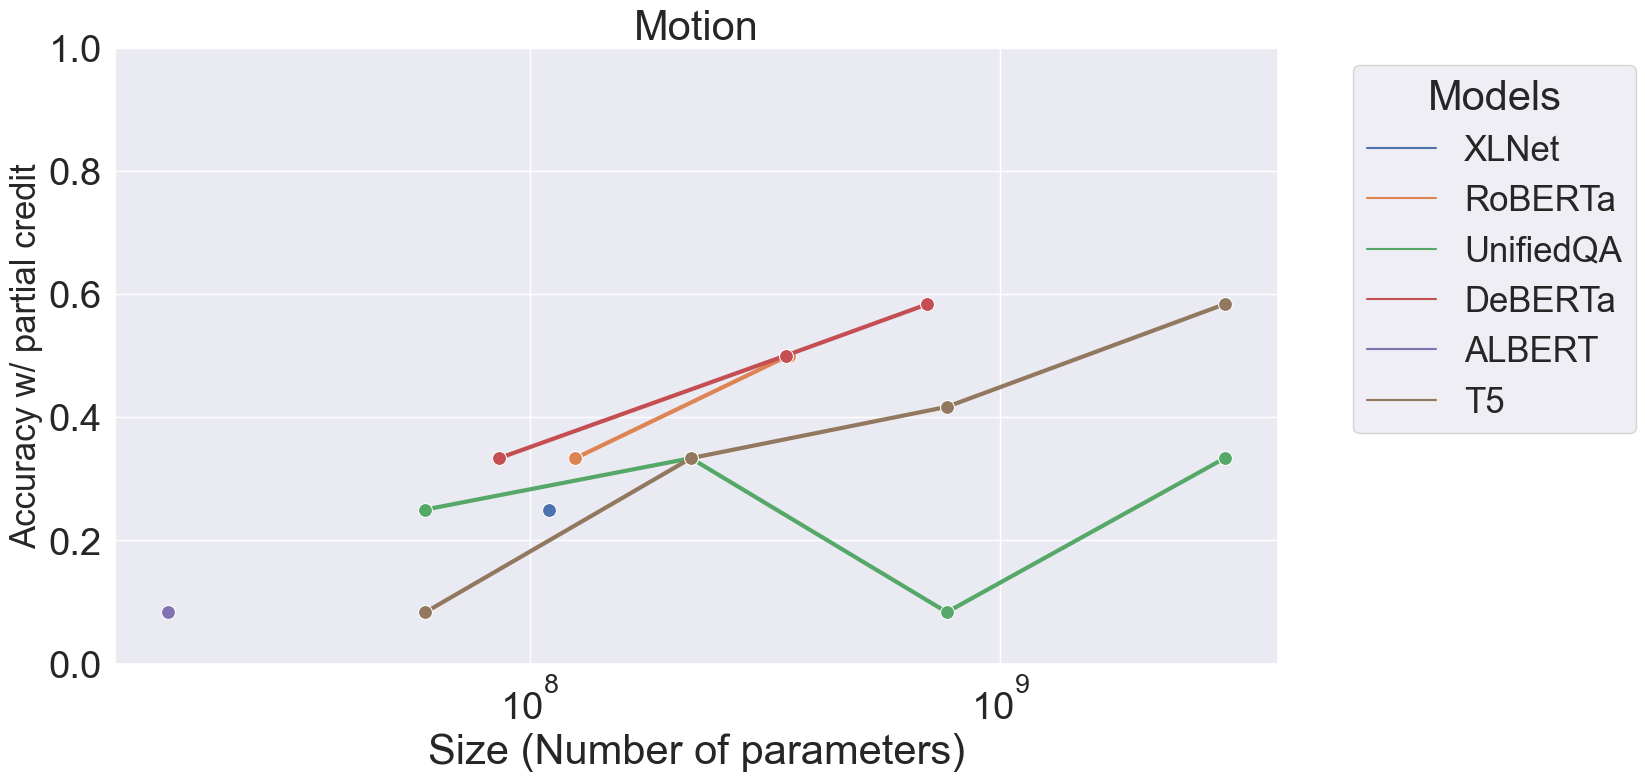 Motion
Accuracy w/ partial credit
1.0
0.8
0.6
0.4
0.2
0.0
10^8
10^9
Size (Number of parameters)
Models
XLNet
RoBERTa
UnifiedQA
DeBERTa
ALBERT
T5